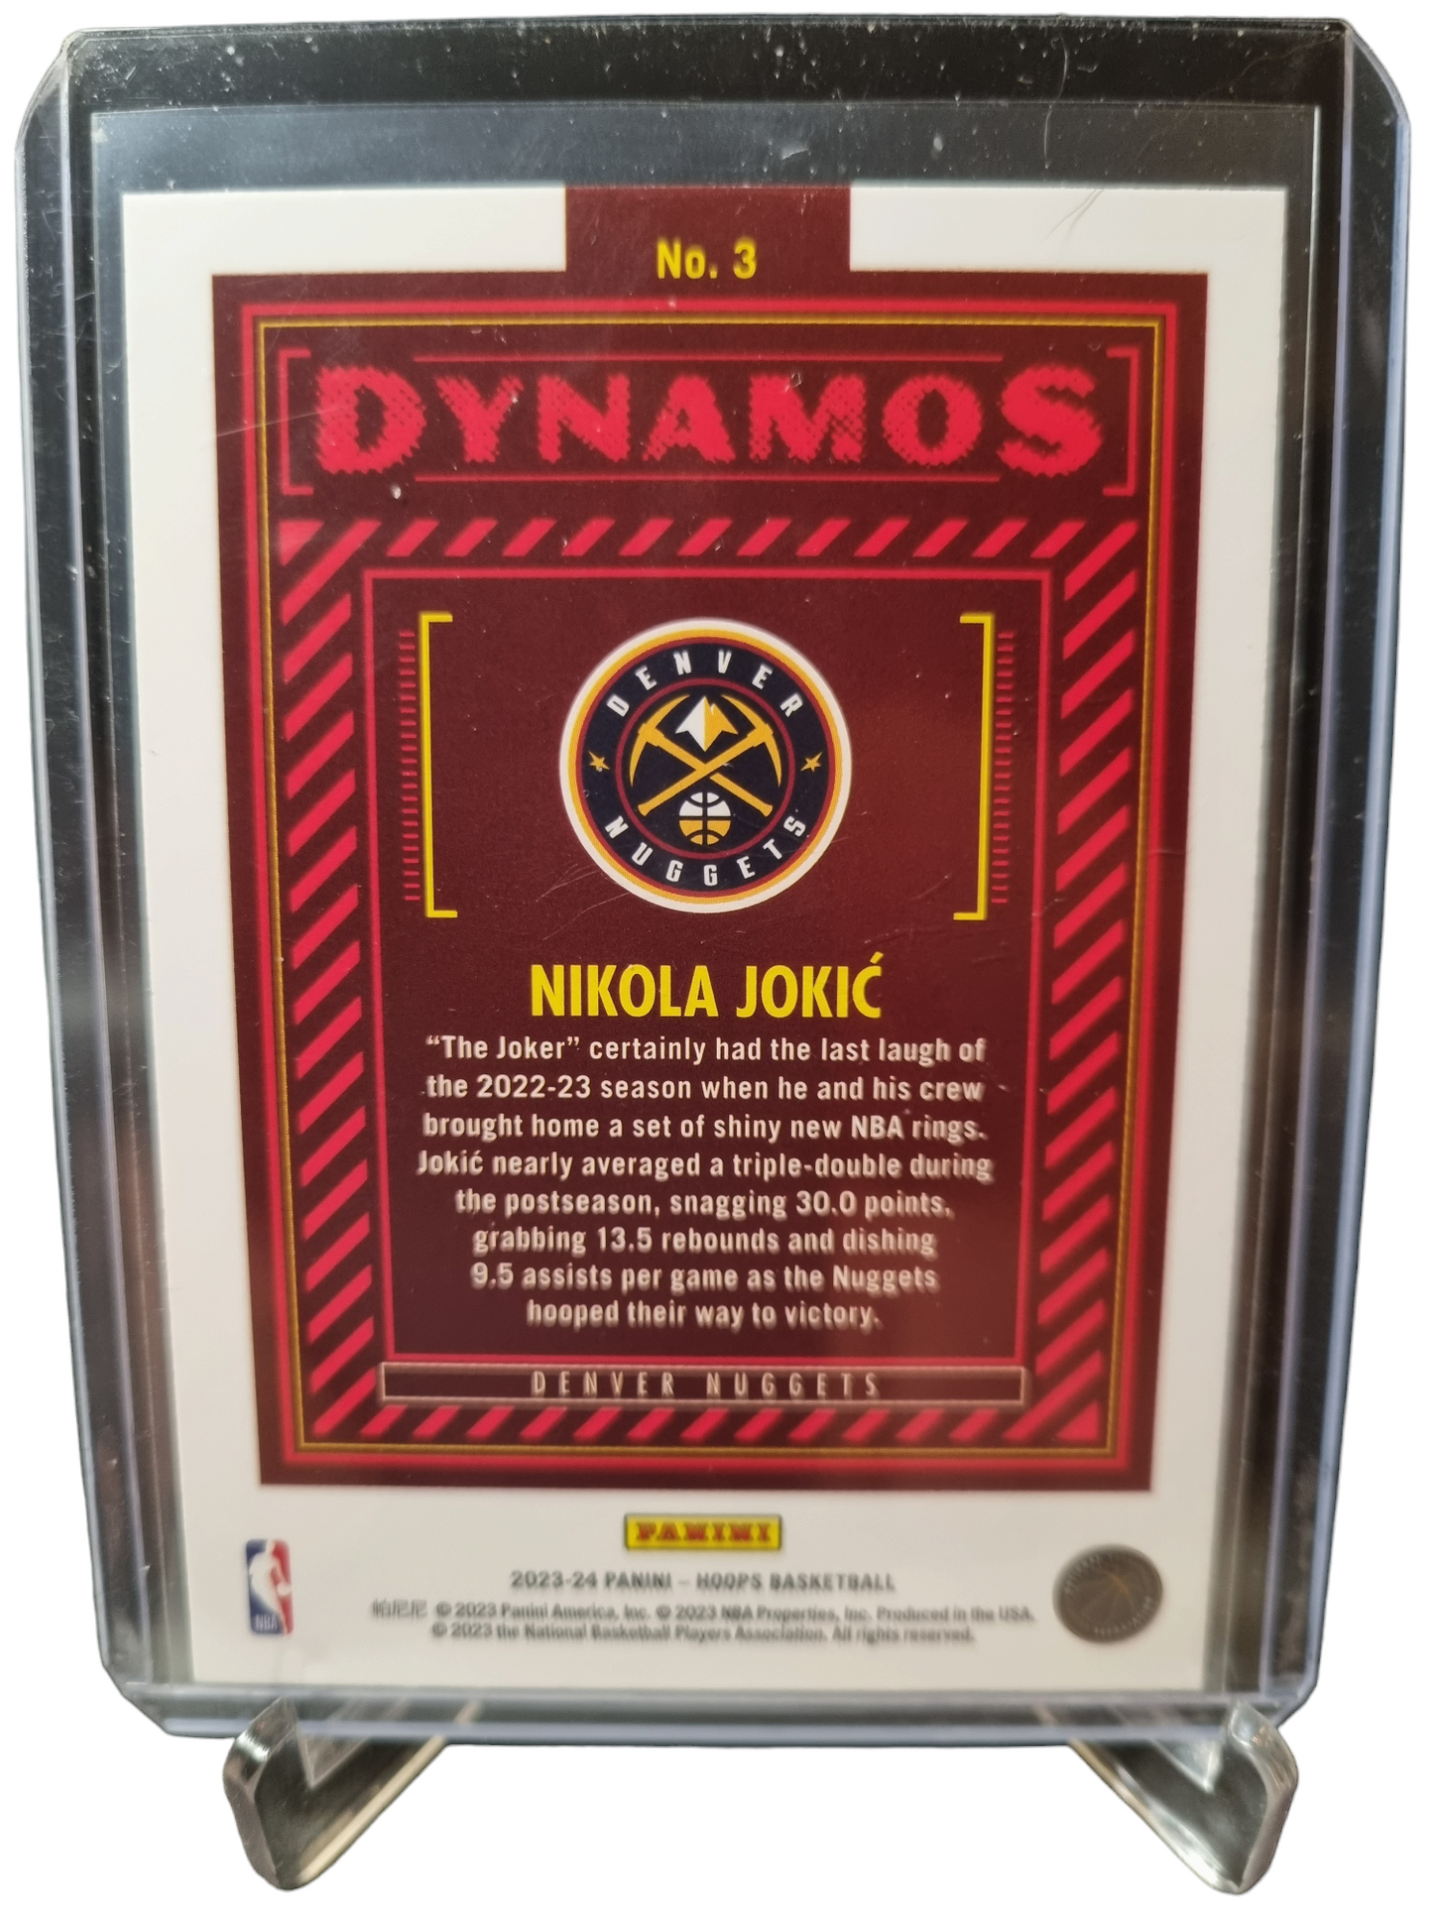 No. 3
DYNAMOS
DENVER
NUGGETS
NIKOLA JOKIĆ
“The Joker” certainly had the last laugh of
the 2022-23 season when he and his crew
brought home a set of shiny new NBA rings.
Jokić nearly averaged a triple-double during
the postseason, snagging 30.0 points,
grabbing 13.5 rebounds and dishing
9.5 assists per game as the Nuggets
hooped their way to victory.
DENVER NUGGETS
PANINI
2023-24 PANINI – HOOPS BASKETBALL
NBA
帕尼尼 © 2023 Panini America, Inc. © 2023 NBA Properties, Inc. Produced in the USA.
© 2023 the National Basketball Players Association. All rights reserved.